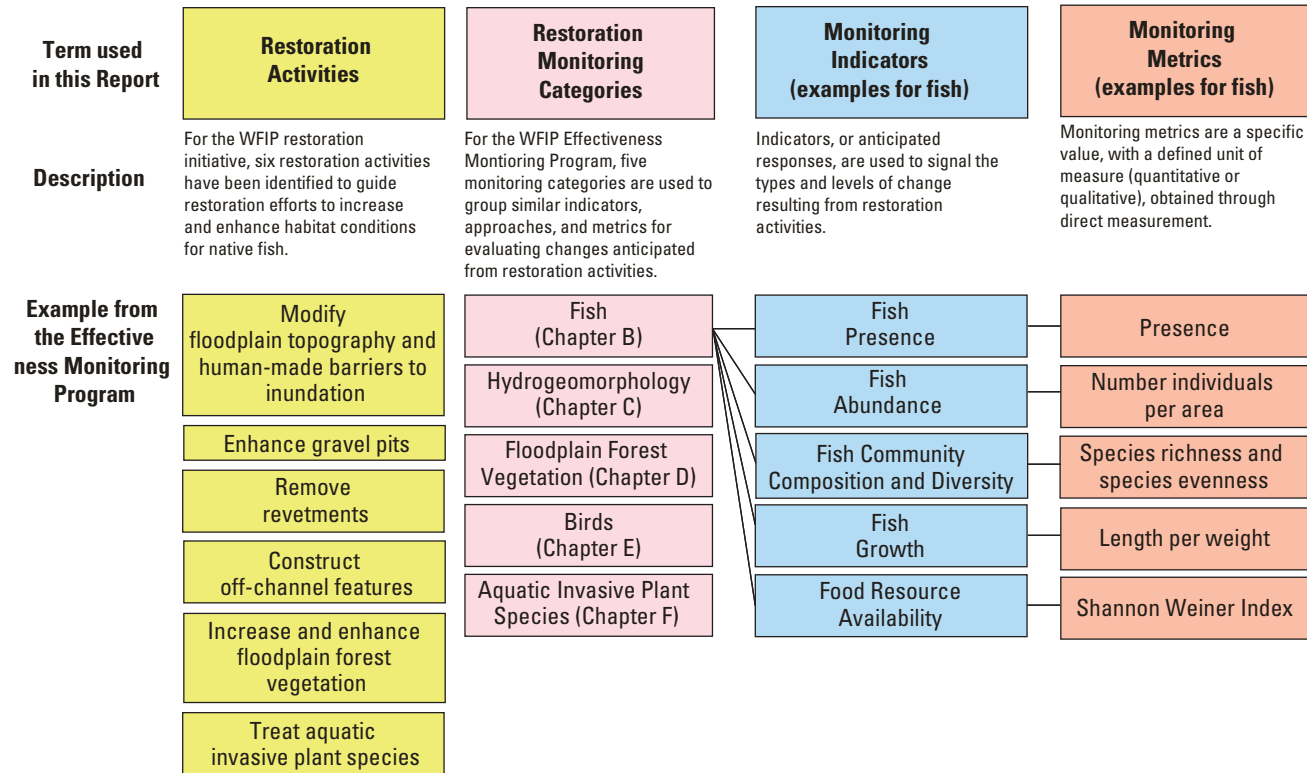 Term used
in this Report
Restoration
Activities
Restoration
Monitoring
Categories
Monitoring
Indicators
(examples for fish)
Monitoring
Metrics
(examples for fish)
Description
For the WFIP restoration
initiative, six restoration activities
have been identified to guide
restoration efforts to increase
and enhance habitat conditions
for native fish.
For the WFIP Effectiveness
Montioring Program, five
monitoring categories are used to
group similar indicators,
approaches, and metrics for
evaluating changes anticipated
from restoration activities.
Indicators, or anticipated
responses, are used to signal the
types and levels of change
resulting from restoration
activities.
Monitoring metrics are a specific
value, with a defined unit of
measure (quantitative or
qualitative), obtained through
direct measurement.
Example from
the Effective
ness Monitoring
Program
Modify
floodplain topography and
human-made barriers to
inundation
Enhance gravel pits
Remove
revetments
Construct
off-channel features
Increase and enhance
floodplain forest
vegetation
Treat aquatic
invasive plant species
Fish
(Chapter B)
Hydrogeomorphology
(Chapter C)
Floodplain Forest
Vegetation (Chapter D)
Birds
(Chapter E)
Aquatic Invasive Plant
Species (Chapter F)
Fish
Presence
Fish
Abundance
Fish Community
Composition and Diversity
Fish
Growth
Food Resource
Availability
Presence
Number individuals
per area
Species richness and
species evenness
Length per weight
Shannon Weiner Index